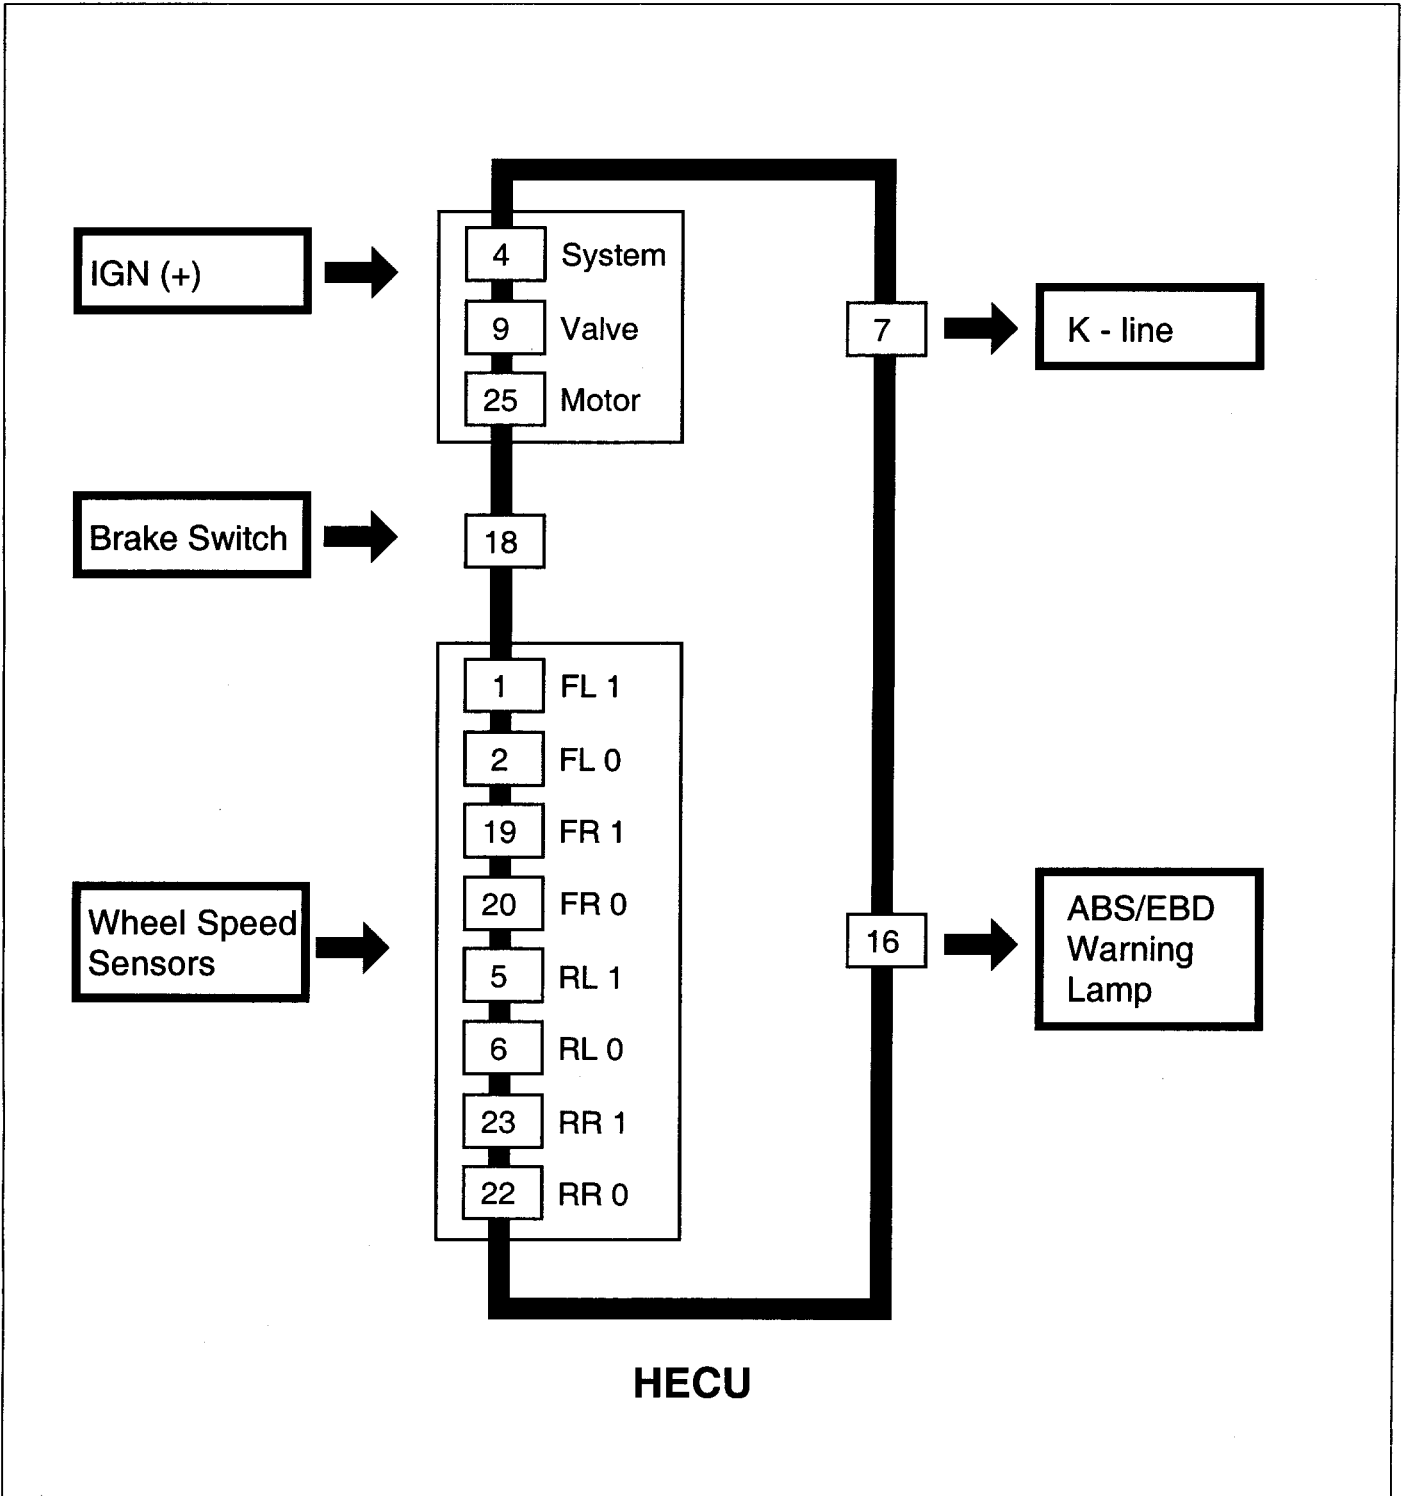 IGN (+)
4 System
9 Valve
25 Motor
7
K - line
Brake Switch
18
1 FL 1
2 FL 0
19 FR 1
20 FR 0
5 RL 1
6 RL 0
23 RR 1
22 RR 0
Wheel Speed
Sensors
16
ABS/EBD
Warning
Lamp
HECU